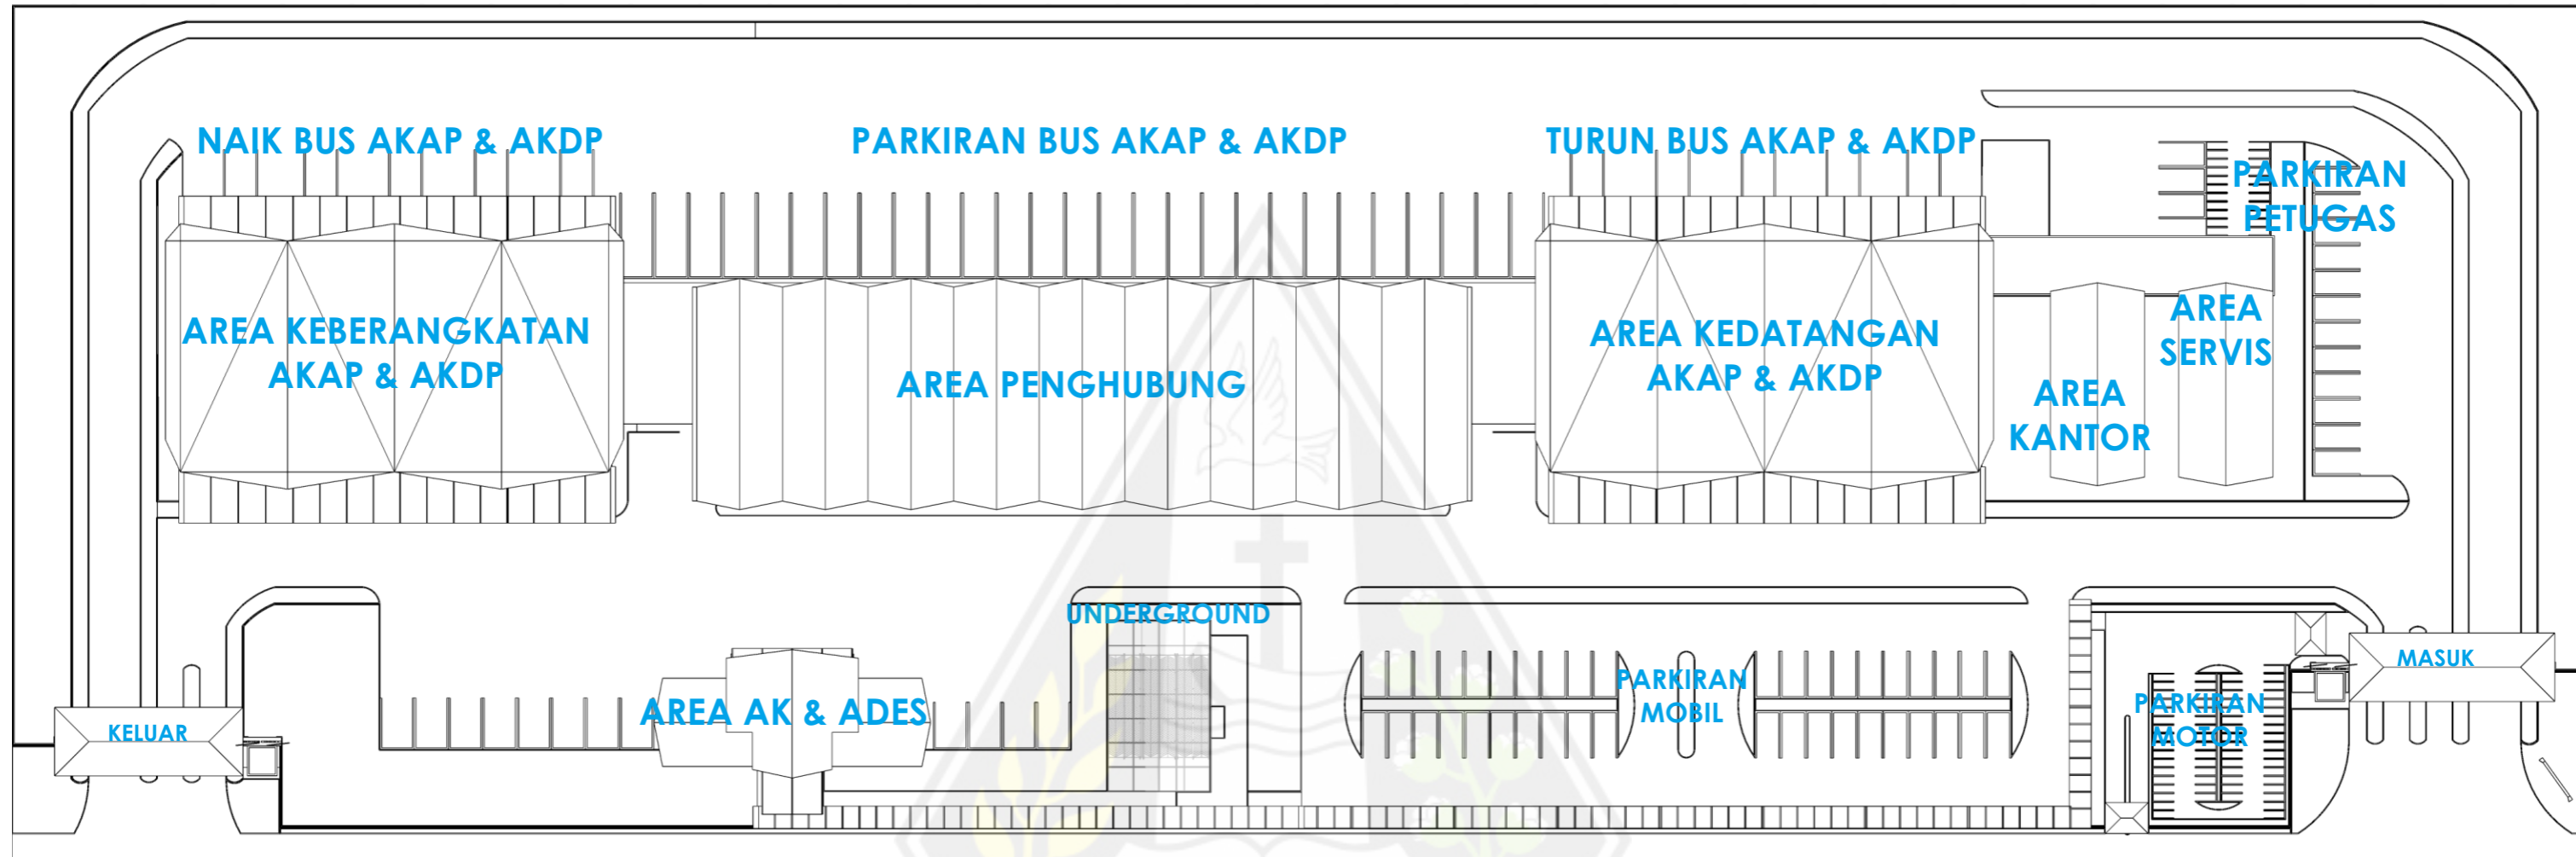 NAIK BUS AKAP & AKDP
PARKIRAN BUS AKAP & AKDP
TURUN BUS AKAP & AKDP
PARKIRAN
PETUGAS
AREA KEBERANGKATAN
AKAP & AKDP
AREA PENGHUBUNG
AREA KEDATANGAN
AKAP & AKDP
AREA
SERVIS
AREA
KANTOR
UNDERGROUND
KELUAR
AREA AK & ADES
PARKIRAN
MOBIL
PARKIRAN
MOTOR
MASUK